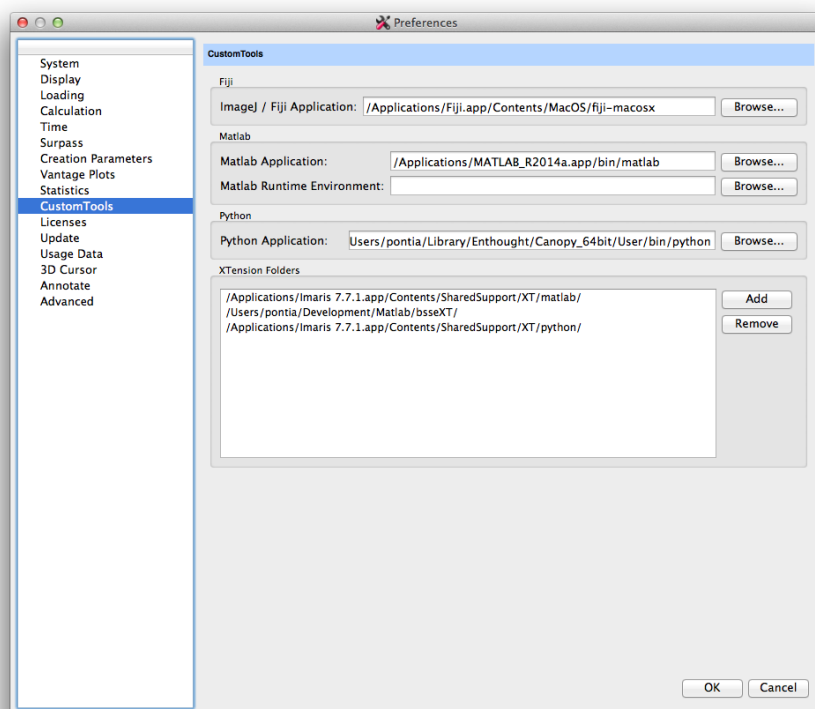 Preferences
System
Display
Loading
Calculation
Time
Surpass
Creation Parameters
Vantage Plots
Statistics
CustomTools
Licenses
Update
Usage Data
3D Cursor
Annotate
Advanced
CustomTools
Fiji
ImageJ / Fiji Application: /Applications/Fiji.app/Contents/MacOS/fiji-macosx Browse...
Matlab
Matlab Application: /Applications/MATLAB_R2014a.app/bin/matlab Browse...
Matlab Runtime Environment: Browse...
Python
Python Application: Users/pontia/Library/Enthought/Canopy_64bit/User/bin/python Browse...
XTension Folders
/Applications/Imaris 7.7.1.app/Contents/SharedSupport/XT/matlab/
/Users/pontia/Development/Matlab/bsseXT/
/Applications/Imaris 7.7.1.app/Contents/SharedSupport/XT/python/
Add
Remove
OK Cancel